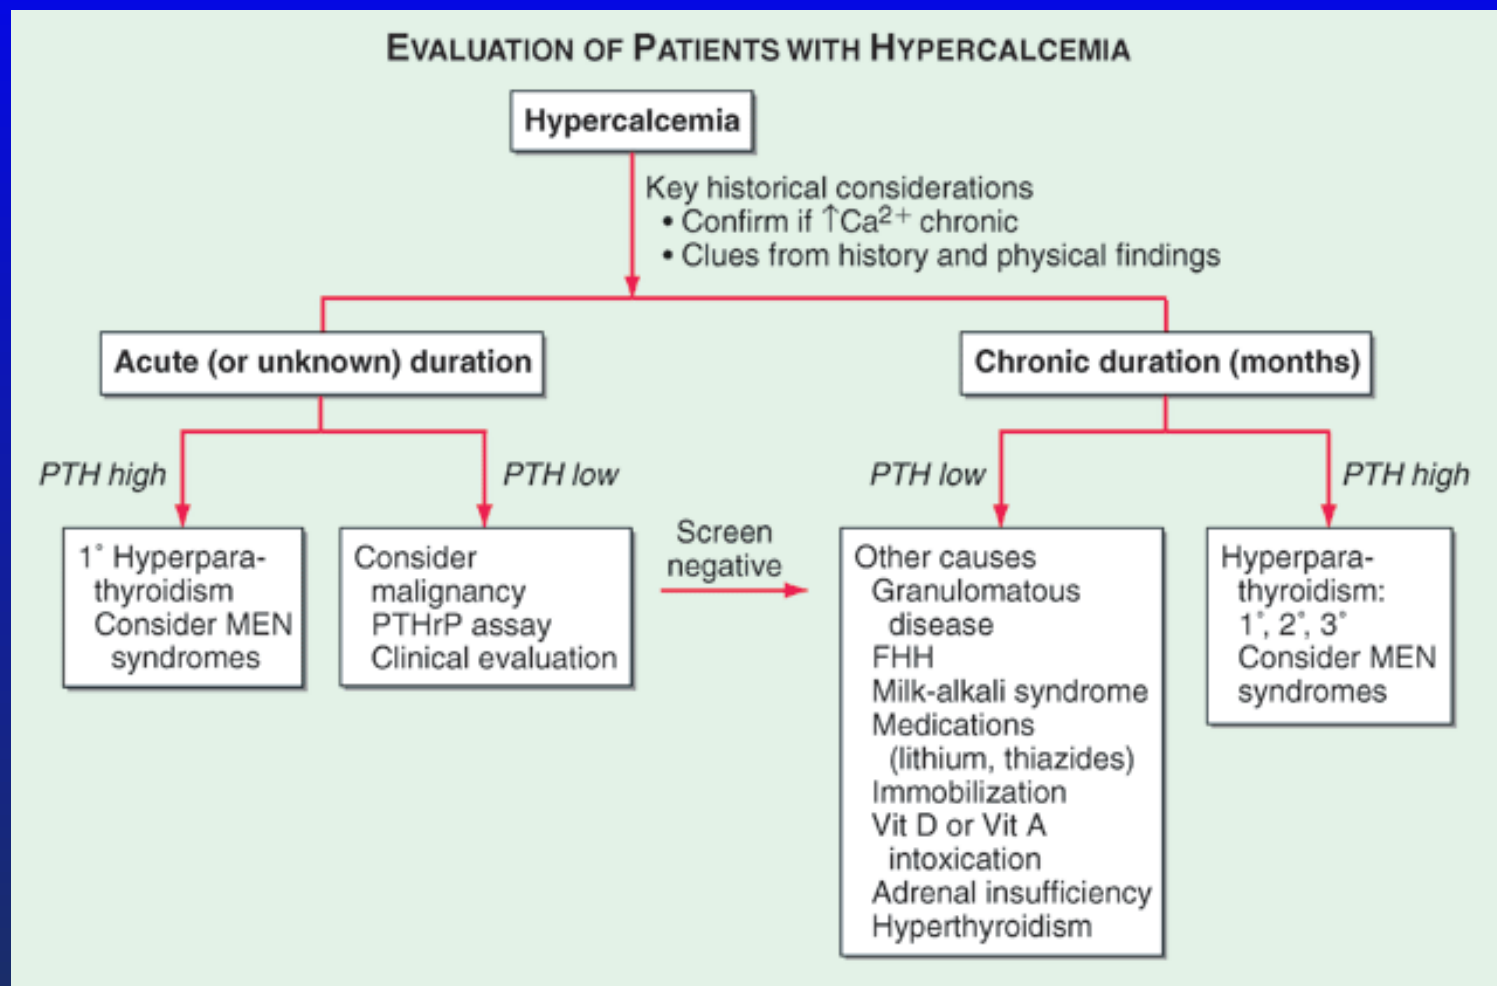 EVALUATION OF PATIENTS WITH HYPERCALCEMIA
Hypercalcemia
Key historical considerations
• Confirm if ↑Ca²⁺ chronic
• Clues from history and physical findings
Acute (or unknown) duration
Chronic duration (months)
PTH high
PTH low
PTH low
PTH high
1° Hyperpara-
thyroidism
Consider MEN
syndromes
Consider
malignancy
PTHrP assay
Clinical evaluation
Screen
negative
Other causes
Granulomatous
disease
FHH
Milk-alkali syndrome
Medications
(lithium, thiazides)
Immobilization
Vit D or Vit A
intoxication
Adrenal insufficiency
Hyperthyroidism
Hyperpara-
thyroidism:
1°, 2°, 3°
Consider MEN
syndromes